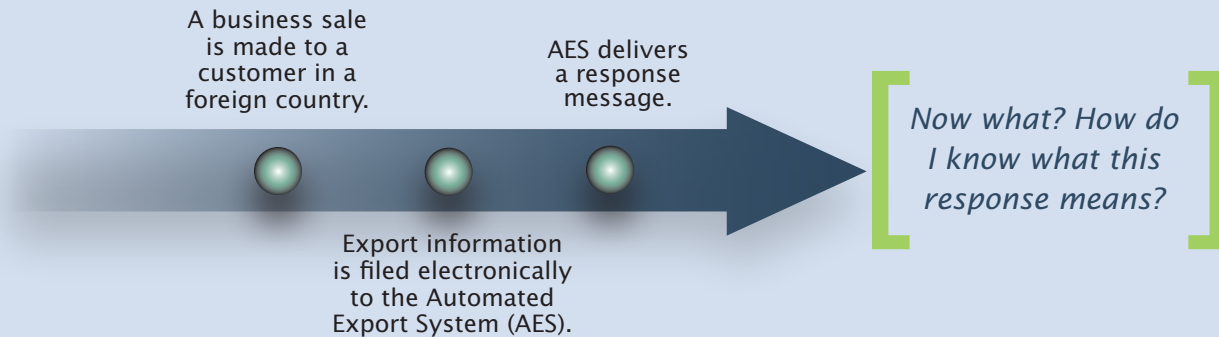 A business sale
is made to a
customer in a
foreign country.
Export information
is filed electronically
to the Automated
Export System (AES).
AES delivers
a response
message.
Now what? How do
I know what this
response means?